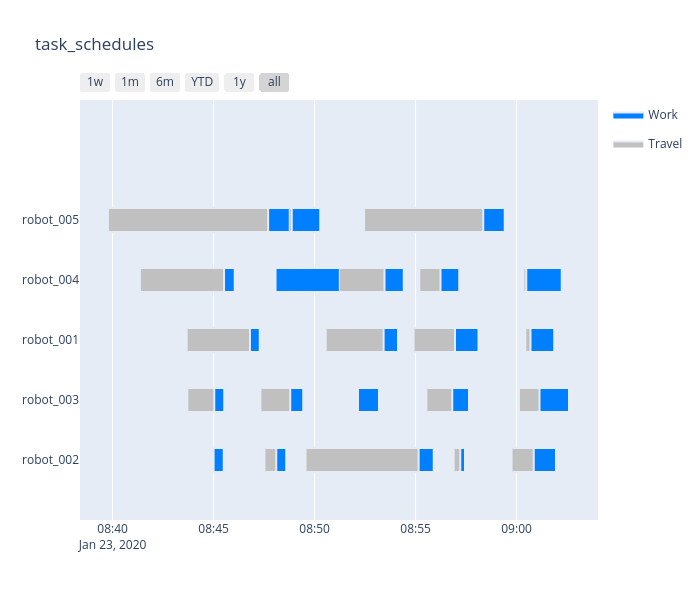 task_schedules
1w 1m 6m YTD 1y all
Work
Travel
robot_005
robot_004
robot_001
robot_003
robot_002
08:40 08:45 08:50 08:55 09:00
Jan 23, 2020